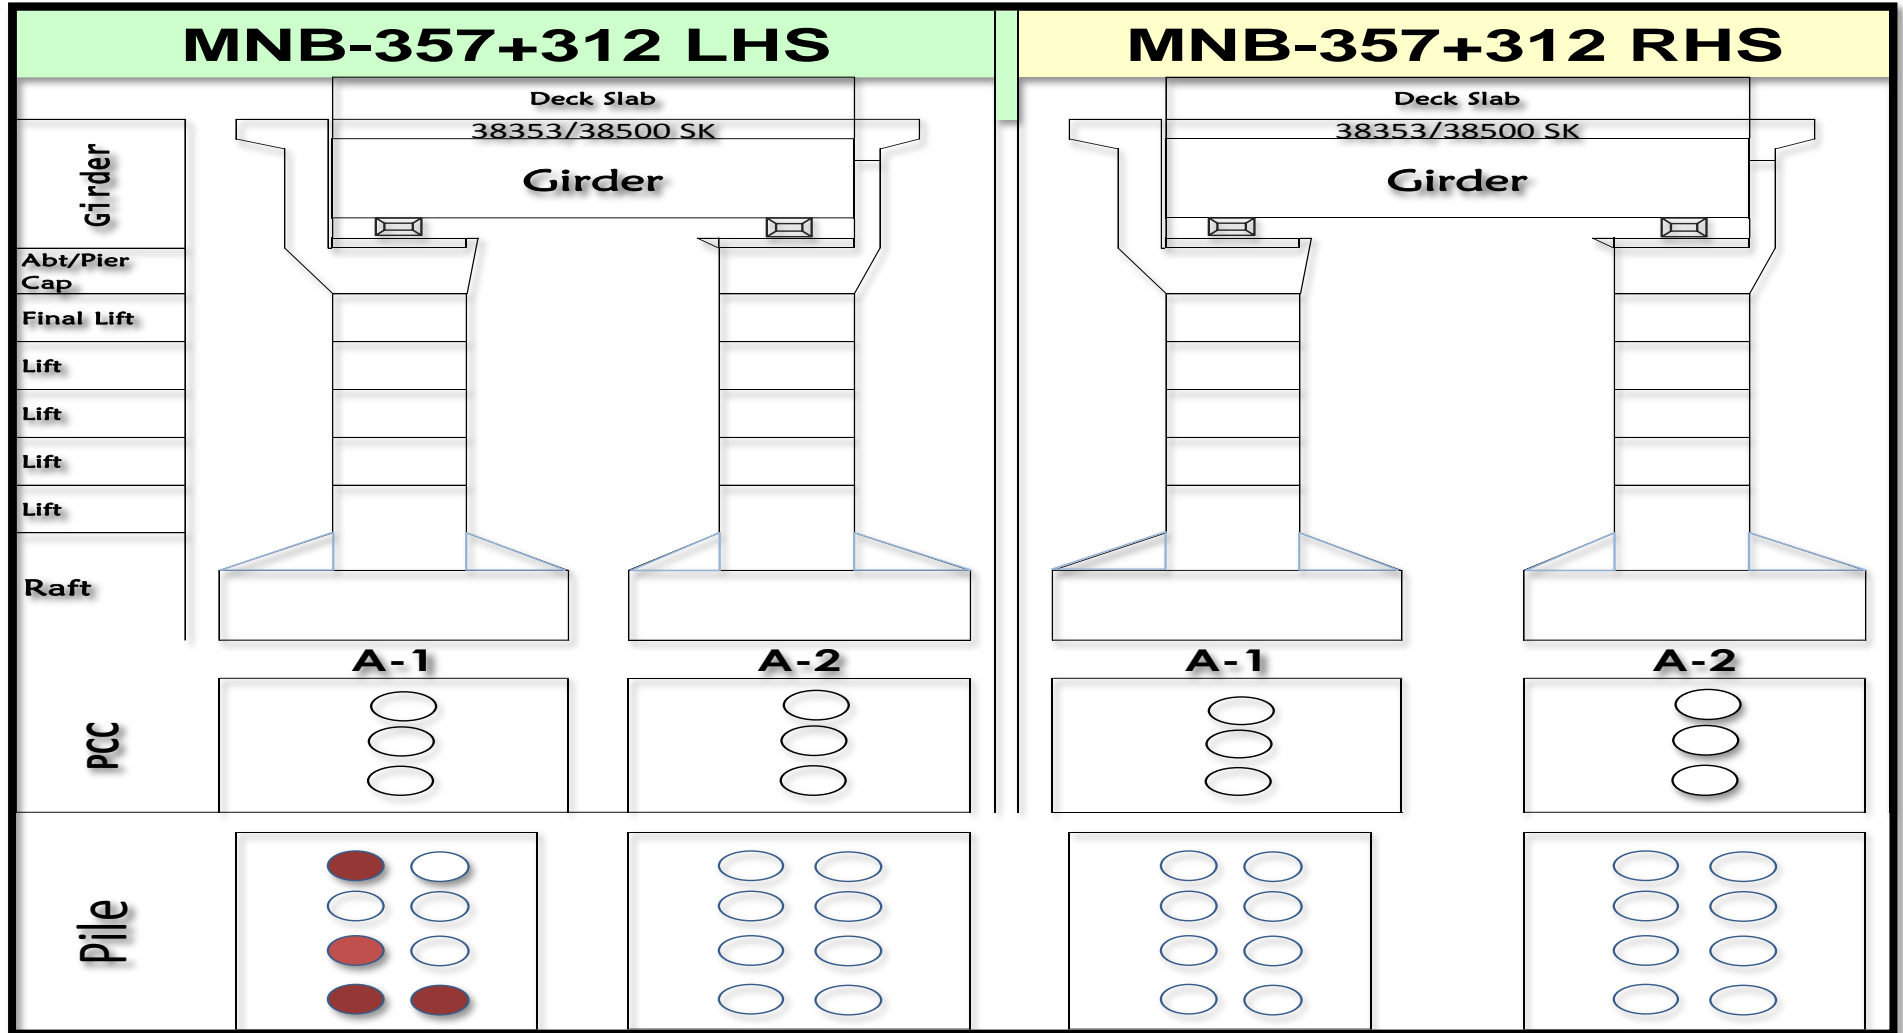 MNB-357+312 LHS
MNB-357+312 RHS
Deck Slab
38353/38500 SK
Girder
Deck Slab
38353/38500 SK
Girder
Girder
Abt/Pier
Cap
Final Lift
Lift
Lift
Lift
Lift
Raft
A-1
A-2
A-1
A-2
PCC
Pile